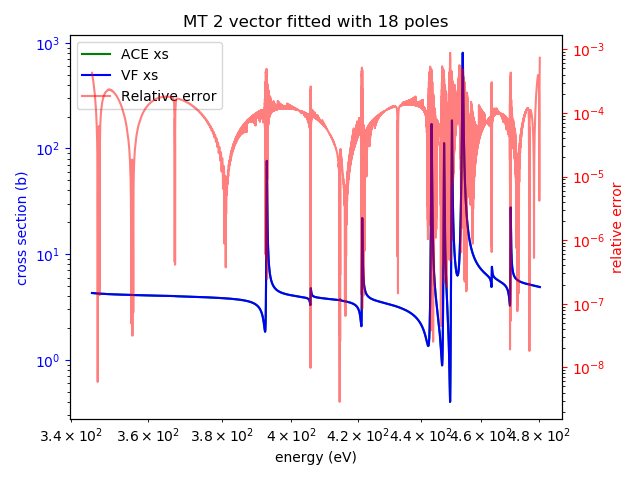 MT 2 vector fitted with 18 poles
ACE xs
VF xs
Relative error
10³
10²
10¹
10⁰
cross section (b)
10⁻³
10⁻⁴
10⁻⁵
10⁻⁶
10⁻⁷
10⁻⁸
relative error
3.4 × 10² 3.6 × 10² 3.8 × 10² 4 × 10² 4.2 × 10² 4.4 × 10² 4.6 × 10² 4.8 × 10²
energy (eV)